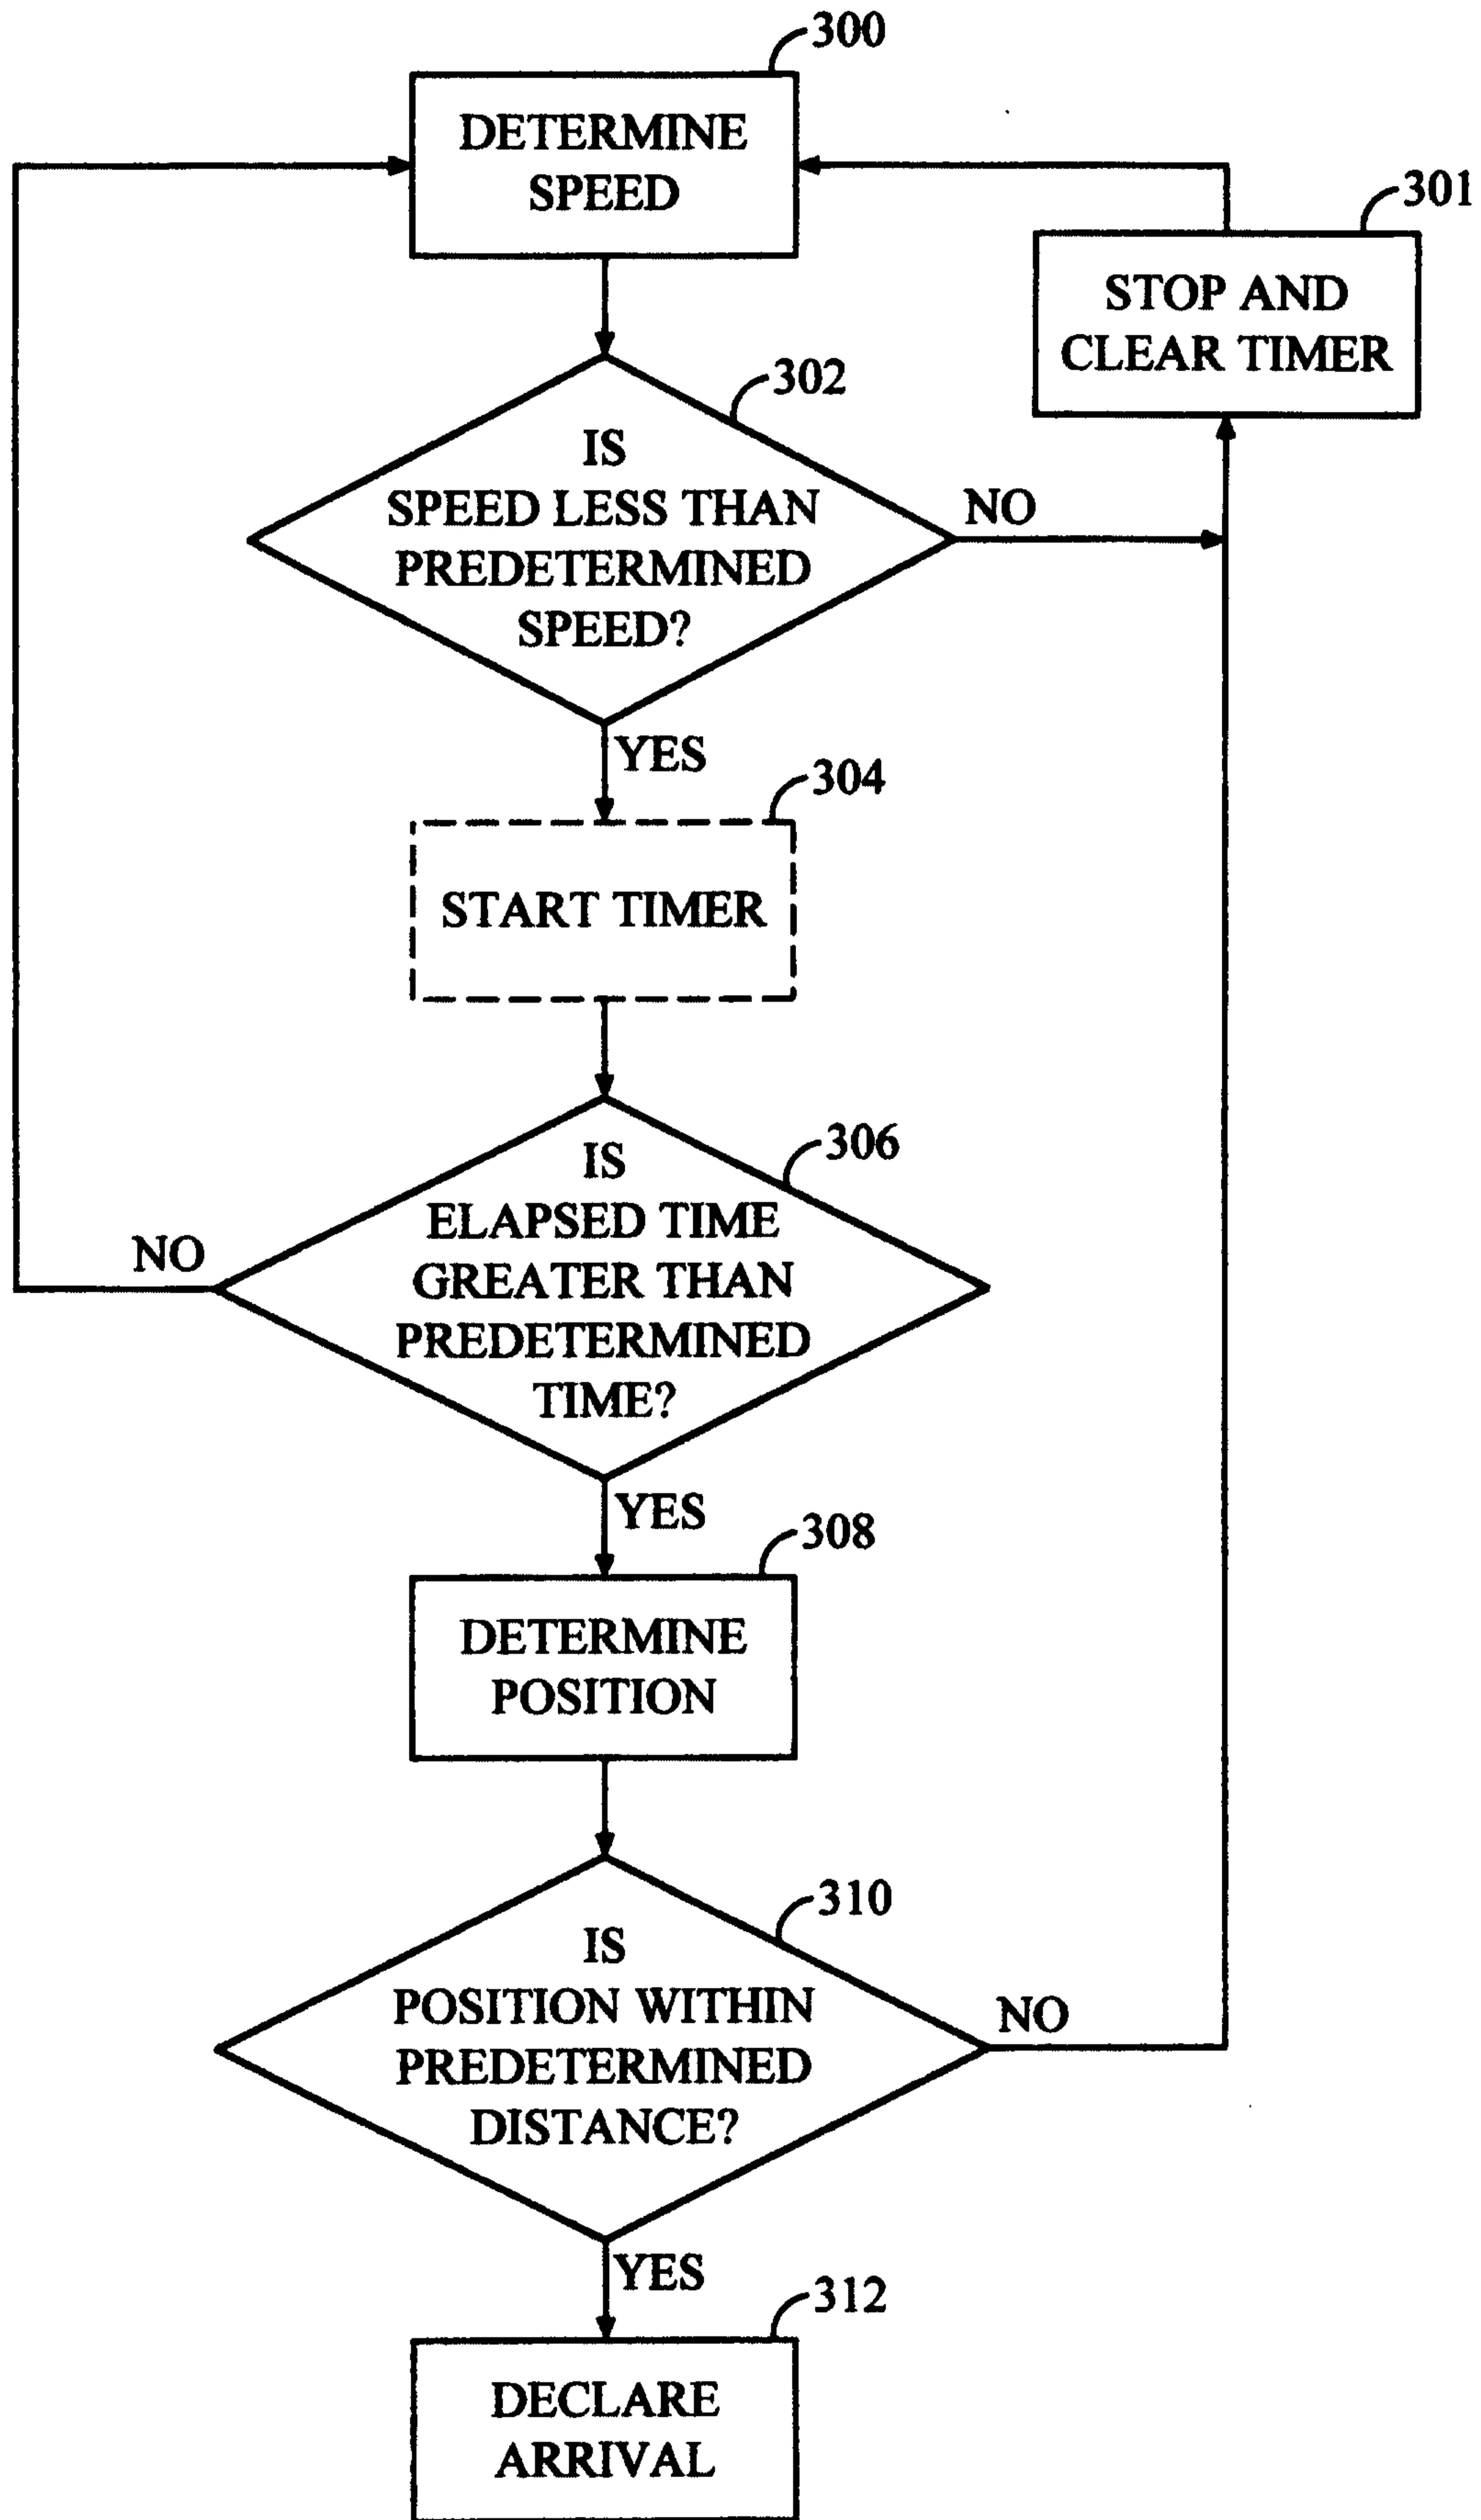 300
DETERMINE
SPEED
301
STOP AND
CLEAR TIMER
302
IS
SPEED LESS THAN
PREDETERMINED
SPEED?
NO
YES
304
START TIMER
306
IS
ELAPSED TIME
GREATER THAN
PREDETERMINED
TIME?
NO
YES
308
DETERMINE
POSITION
310
IS
POSITION WITHIN
PREDETERMINED
DISTANCE?
NO
YES
312
DECLARE
ARRIVAL